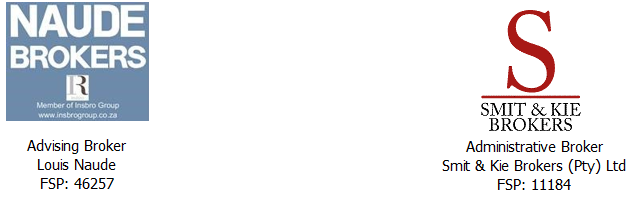 NAUDE
BROKERS
R
Member of Insbro Group
www.insbrogroup.co.za
Advising Broker
Louis Naude
FSP: 46257
S
SMIT & KIE
BROKERS
Administrative Broker
Smit & Kie Brokers (Pty) Ltd
FSP: 11184